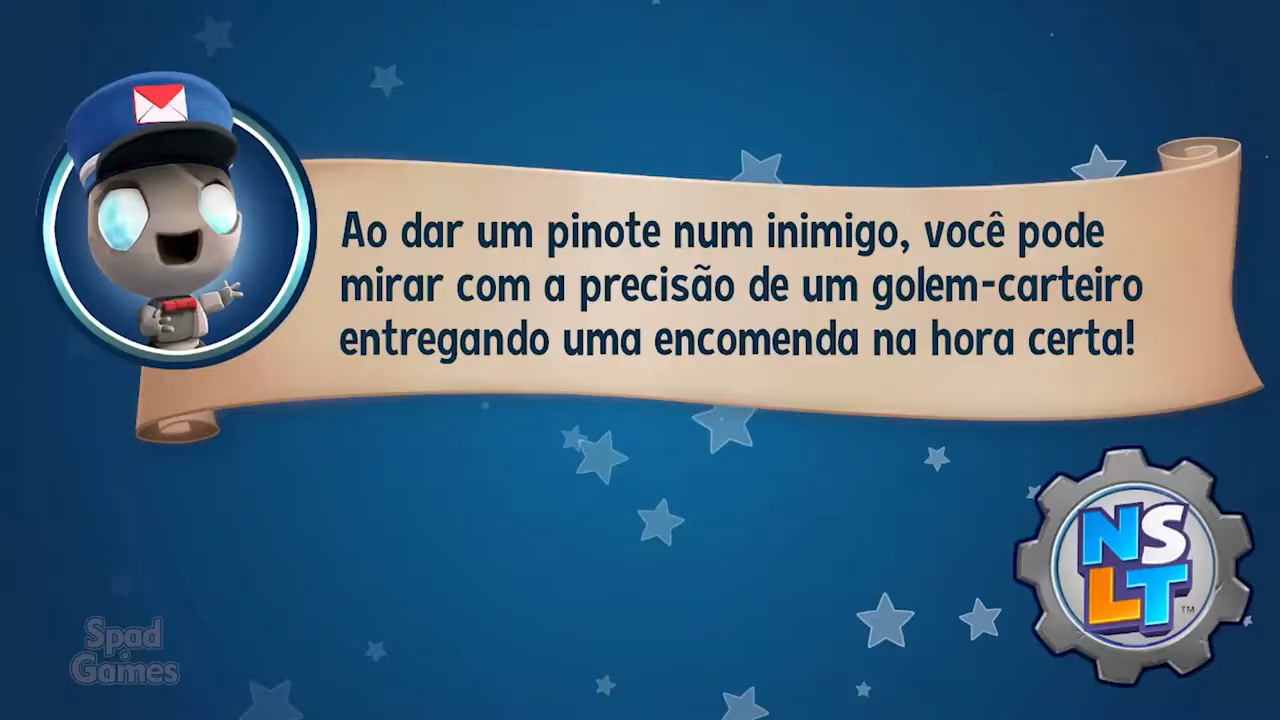 Ao dar um pinote num inimigo, você pode
mirar com a precisão de um golem-carteiro
entregando uma encomenda na hora certa!
NS
LT
TM
Spad
Games